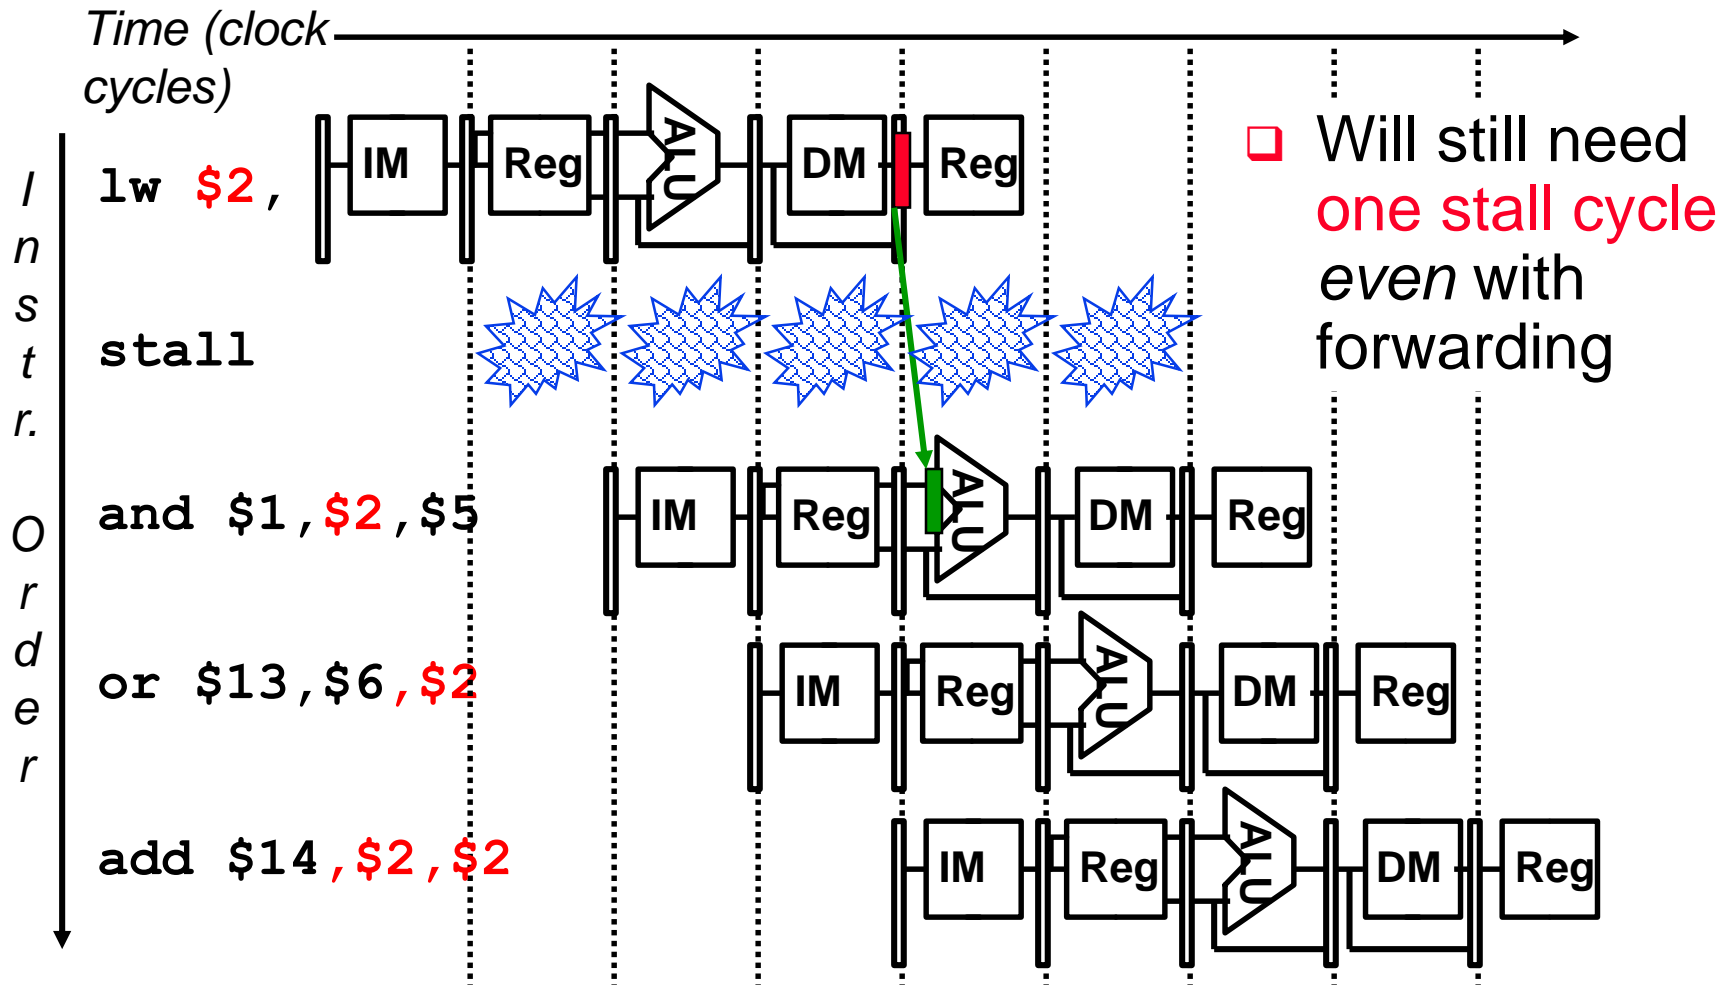 Time (clock
cycles)
Instr. Order
lw $2,
IM Reg ALU DM Reg
❑ Will still need
one stall cycle
even with
forwarding
stall
and $1,$2,$5
IM Reg ALU DM Reg
or $13,$6,$2
IM Reg ALU DM Reg
add $14,$2,$2
IM Reg ALU DM Reg